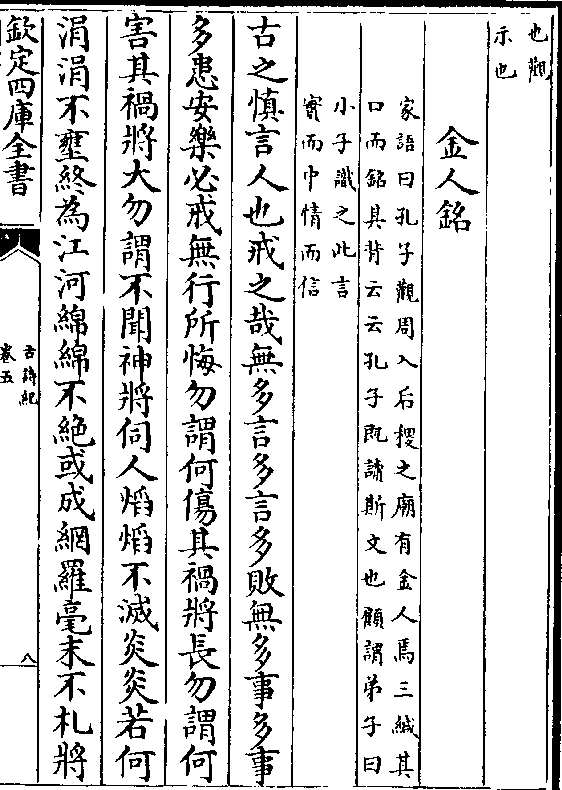 也觀
示也
金人銘
家語曰孔子觀周入后稷之廟有金人焉三緘其
口而銘其背云云孔子既讀斯文也顧謂弟子曰
小子識之此言
實而中情而信
古之慎言人也戒之哉無多言多言多敗無多事多事
多患安樂必戒無行所悔勿謂何傷其禍將長勿謂何
害其禍將大勿謂不聞神將伺人焰焰不滅炎炎若何
涓涓不壅終為江河綿綿不絶或成網羅毫末不札將
欽定四庫全書
古詩紀
卷五
八